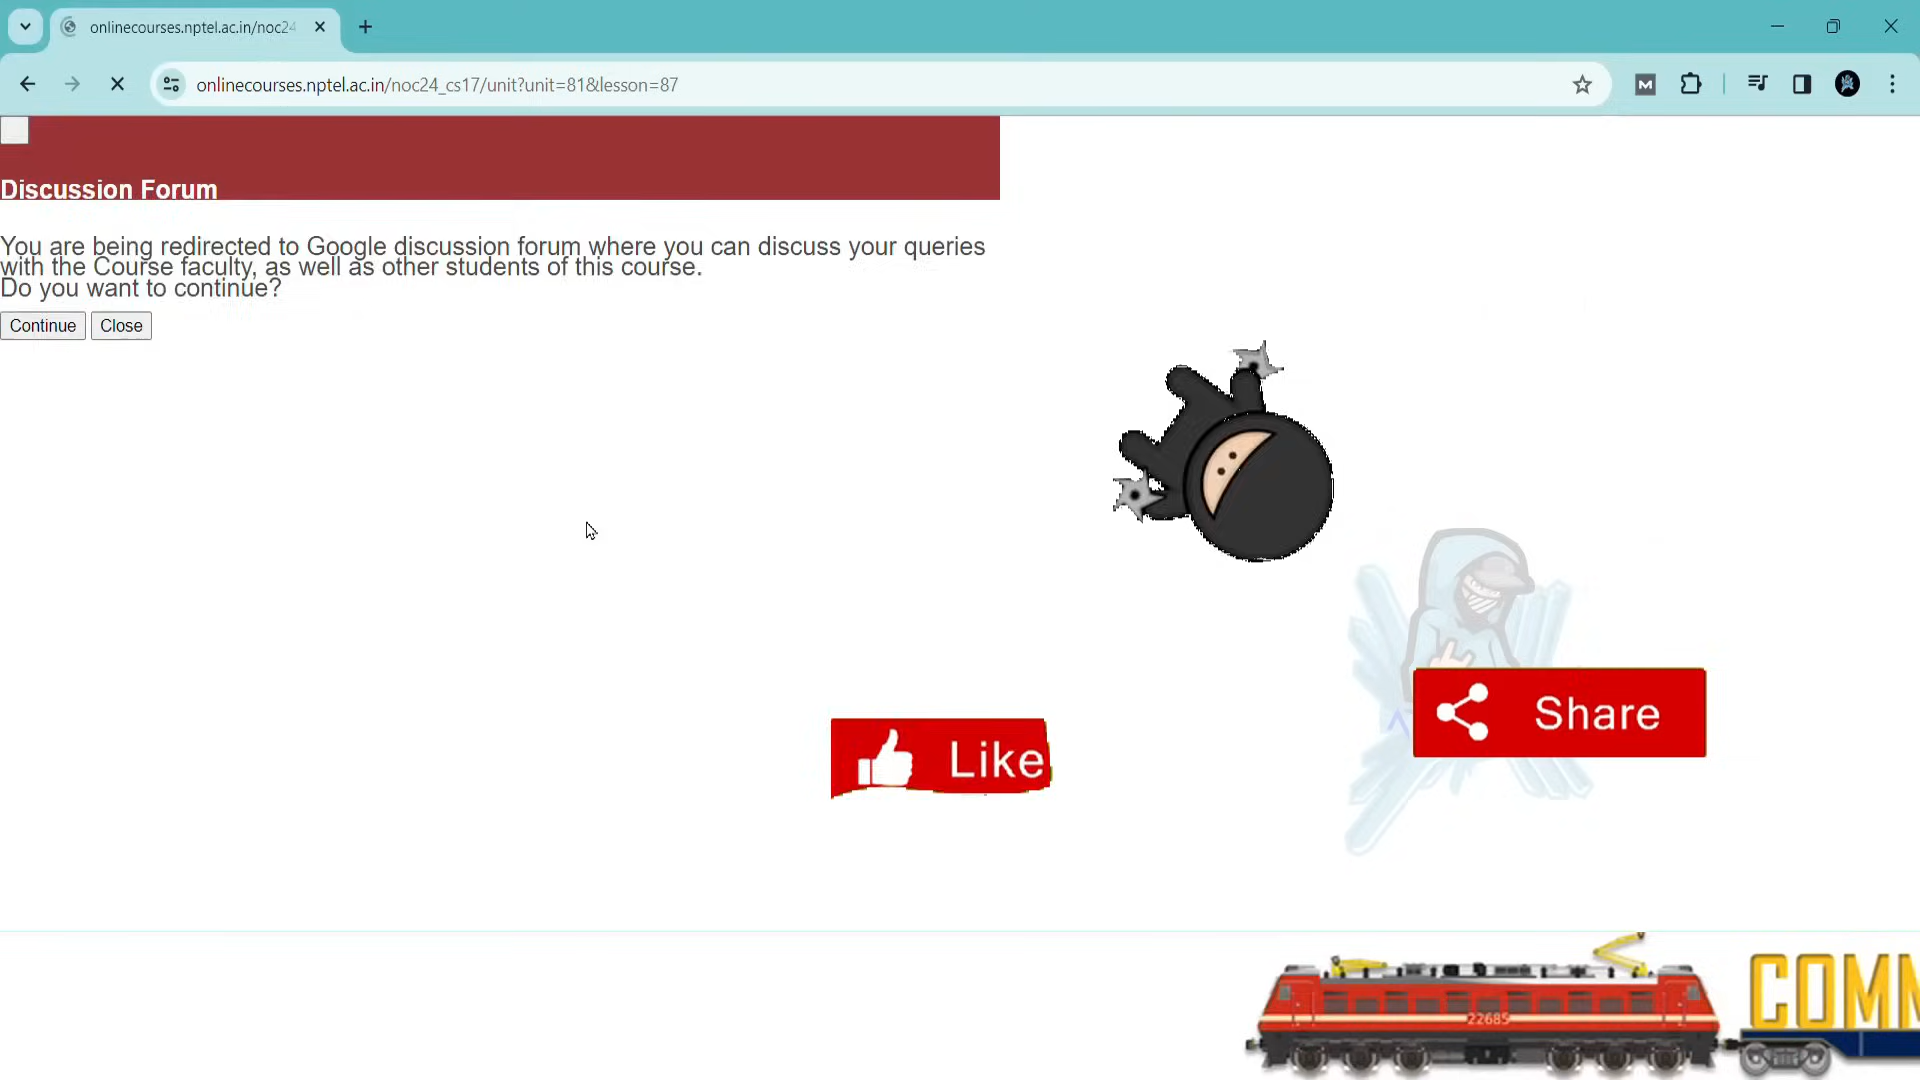 onlinecourses.nptel.ac.in/noc24
onlinecourses.nptel.ac.in/noc24_cs17/unit?unit=81&lesson=87
Discussion Forum
You are being redirected to Google discussion forum where you can discuss your queries
with the Course faculty, as well as other students of this course.
Do you want to continue?
Continue Close
Share
Like
22685
COMM